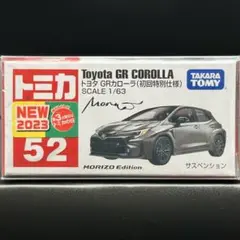 トミカ
Toyota GR COROLLA
トヨタ GRカローラ(初回特別仕様)
SCALE 1/63
TAKARA TOMY
NEW
2023
52
MORIZO Edition
サスペンション